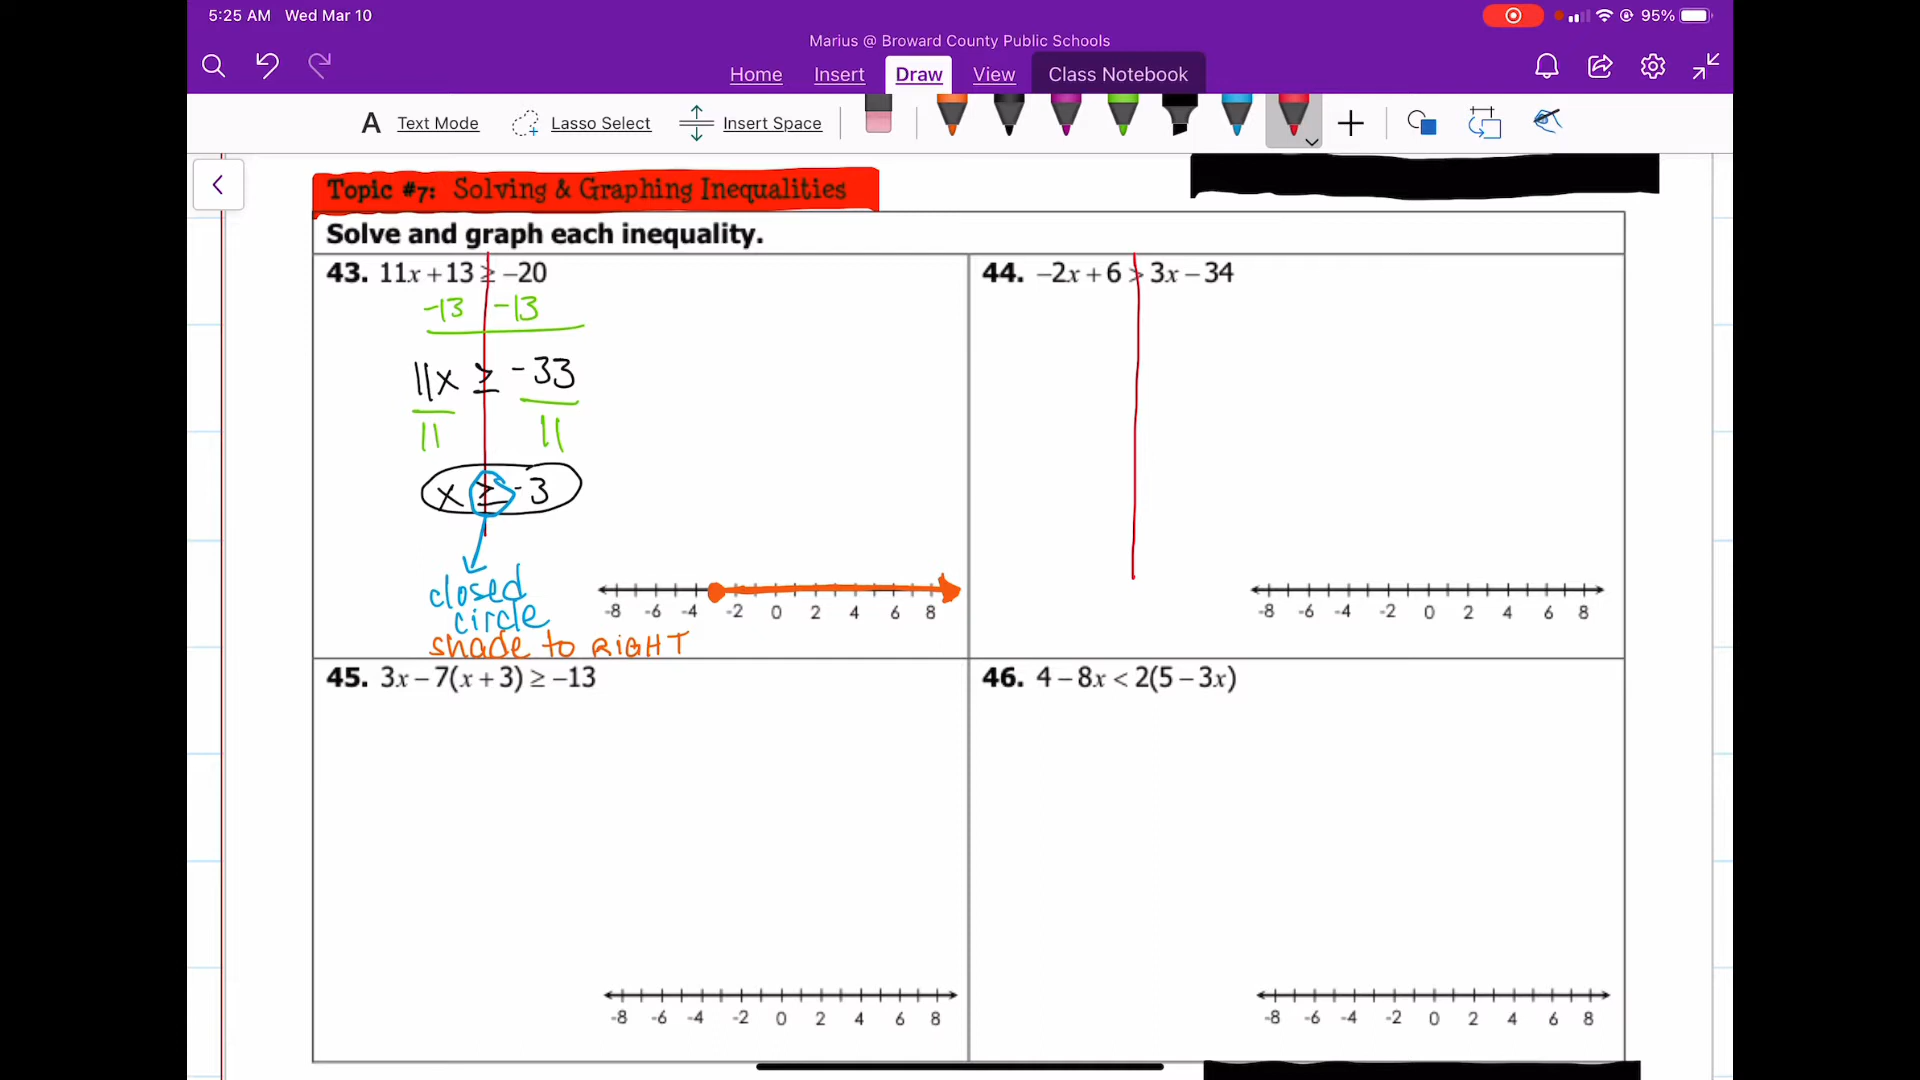 5:25 AM Wed Mar 10
95%
Marius @ Broward County Public Schools
Home Insert Draw View Class Notebook
A Text Mode Lasso Select Insert Space
Topic #7: Solving & Graphing Inequalities
Solve and graph each inequality.
43. 11x + 13 ≥ −20
-13 -13
11x ≥ -33
11 11
x ≥ -3
closed
circle
shade to RIGHT
-8 -6 -4 -2 0 2 4 6 8
44. −2x + 6 > 3x − 34
-8 -6 -4 -2 0 2 4 6 8
45. 3x − 7(x + 3) ≥ −13
-8 -6 -4 -2 0 2 4 6 8
46. 4 − 8x < 2(5 − 3x)
-8 -6 -4 -2 0 2 4 6 8